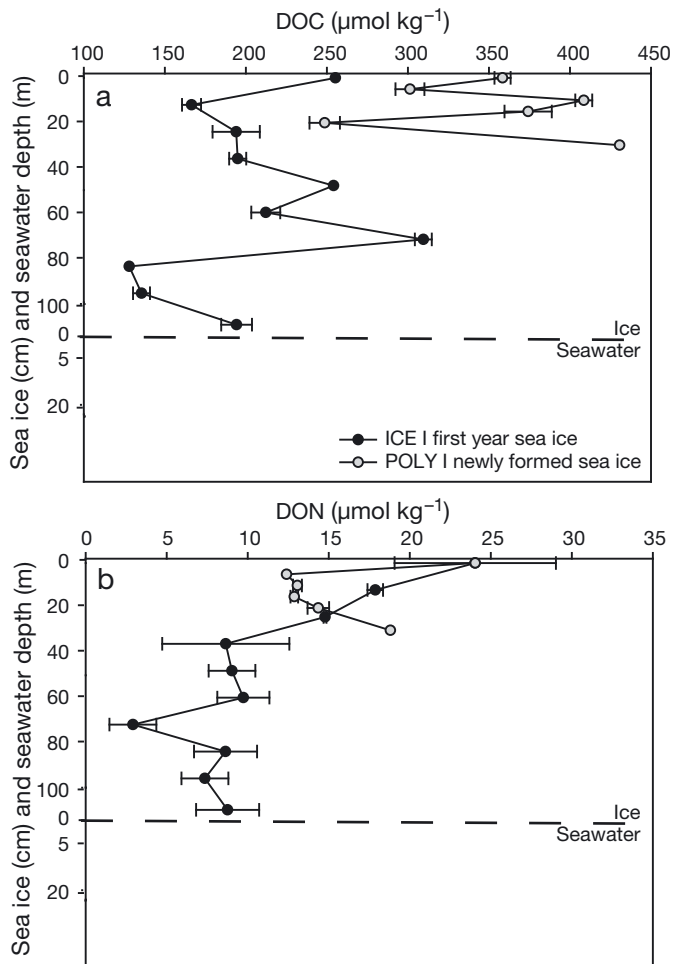 DOC (µmol kg⁻¹)
100 150 200 250 300 350 400 450
a
0
20
40
60
80
100
0
5
20
Sea ice (cm) and seawater depth (m)
Ice
Seawater
ICE I first year sea ice
POLY I newly formed sea ice
DON (µmol kg⁻¹)
0 5 10 15 20 25 30 35
b
0
20
40
60
80
100
0
5
20
Sea ice (cm) and seawater depth (m)
Ice
Seawater